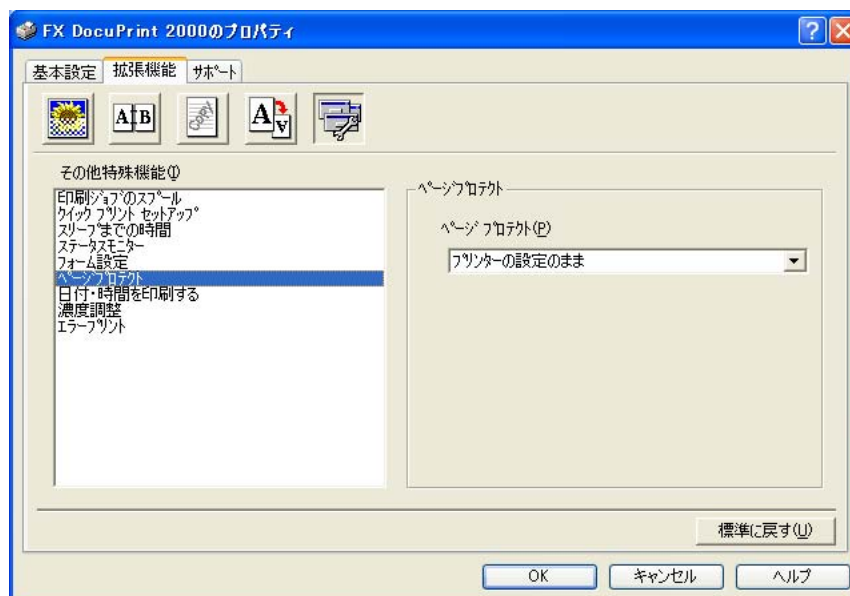 FX DocuPrint 2000のプロパティ
基本設定 拡張機能 ｻﾎﾟｰﾄ
A B
COPY
A A
その他特殊機能(I)
印刷ｼﾞｮﾌﾞのｽﾌﾟｰﾙ
ｸｲｯｸ ﾌﾟﾘﾝﾄ ｾｯﾄｱｯﾌﾟ
ｽﾘｰﾌﾟまでの時間
ｽﾃｰﾀｽﾓﾆﾀｰ
ﾌｫｰﾑ設定
ﾍﾟｰｼﾞﾌﾟﾛﾃｸﾄ
日付･時間を印刷する
濃度調整
ｴﾗｰﾌﾟﾘﾝﾄ
ﾍﾟｰｼﾞﾌﾟﾛﾃｸﾄ
ﾍﾟｰｼﾞ ﾌﾟﾛﾃｸﾄ(P)
ﾌﾟﾘﾝﾀｰの設定のまま
標準に戻す(U)
OK キャンセル ヘルプ